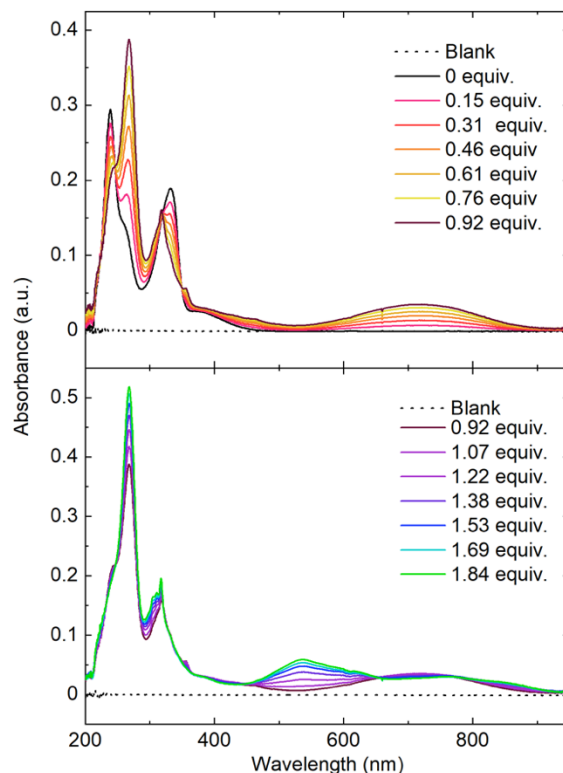 0.4
0.3
0.2
0.1
0
Blank
0 equiv.
0.15 equiv.
0.31 equiv.
0.46 equiv.
0.61 equiv.
0.76 equiv.
0.92 equiv.
Absorbance (a.u.)
0.5
0.4
0.3
0.2
0.1
0
Blank
0.92 equiv.
1.07 equiv.
1.22 equiv.
1.38 equiv.
1.53 equiv.
1.69 equiv.
1.84 equiv.
200 400 600 800
Wavelength (nm)